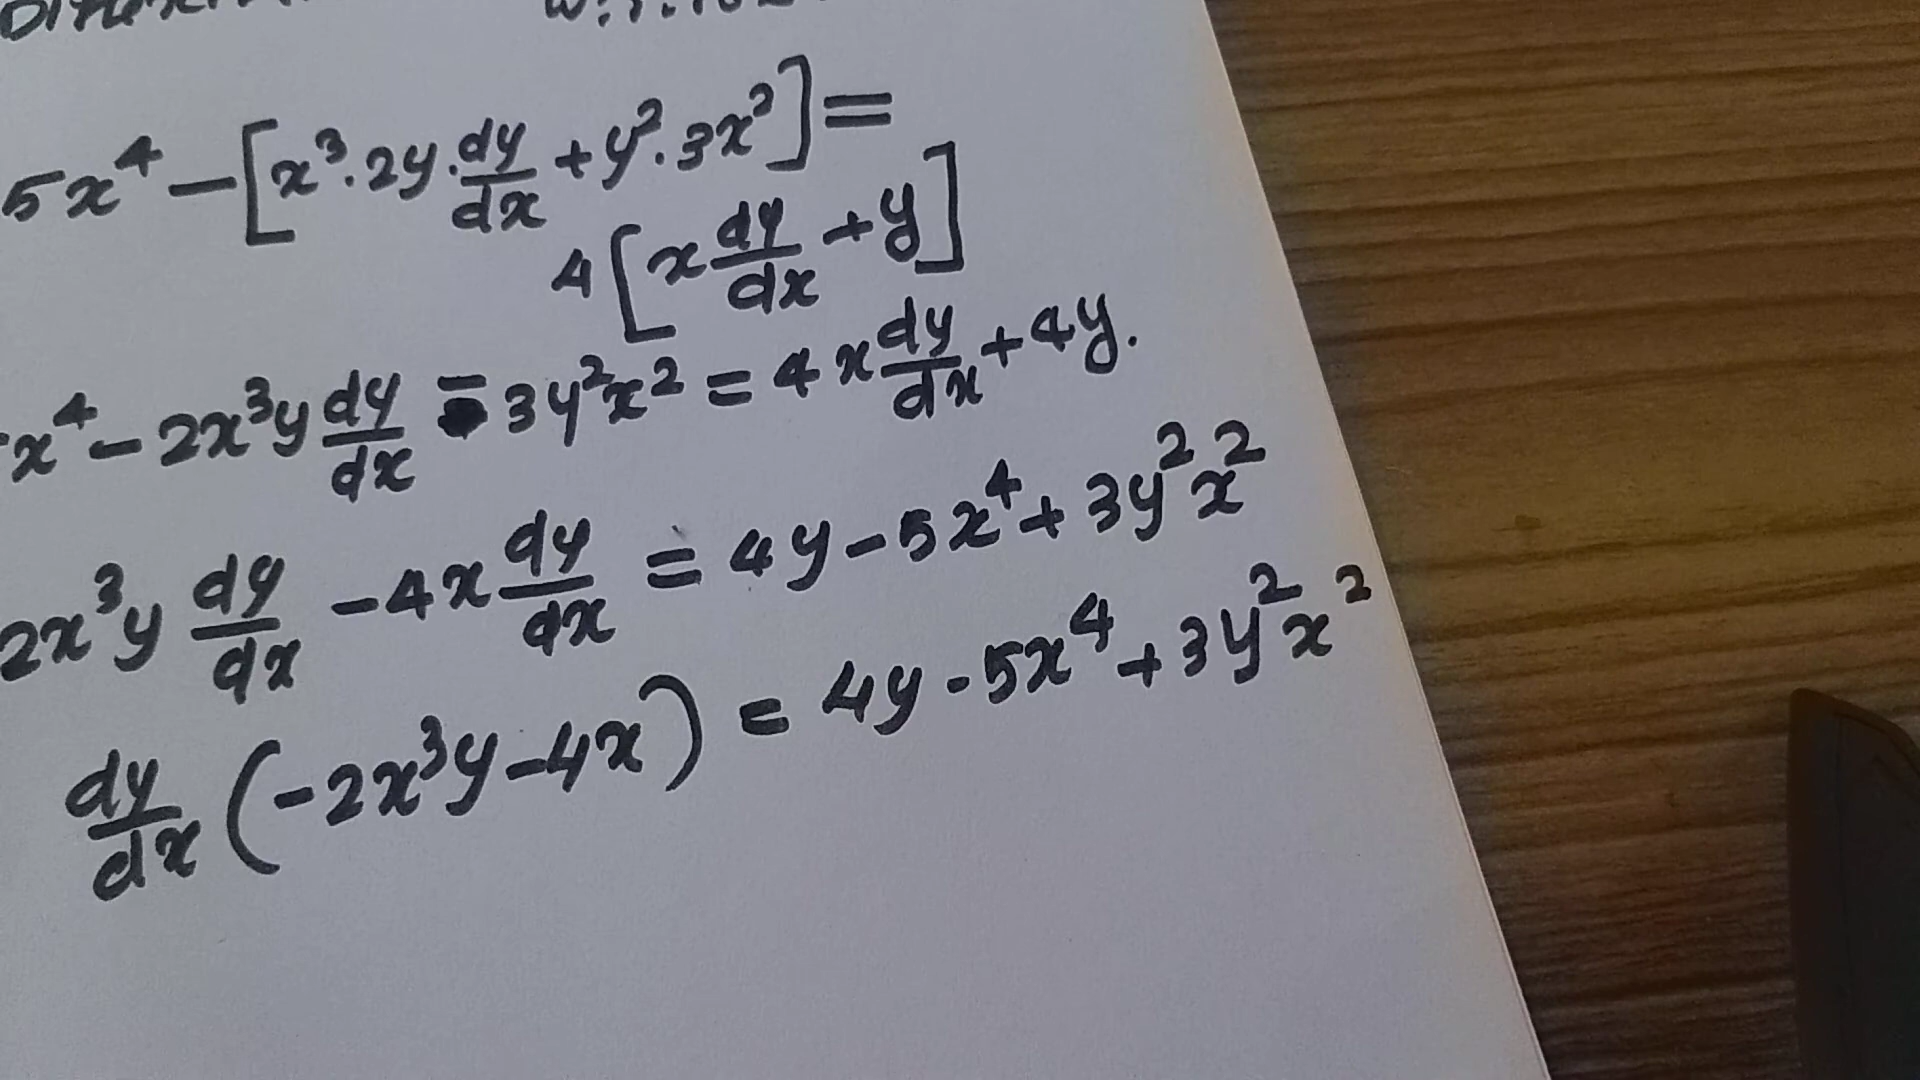 5x⁴ - [x³.2y.dy/dx + y².3x²] =
4[x dy/dx + y]
x⁴ - 2x³y dy/dx - 3y²x² = 4x dy/dx + 4y.
2x³y dy/dx - 4x dy/dx = 4y - 5x⁴ + 3y²x²
dy/dx (-2x³y - 4x) = 4y - 5x⁴ + 3y²x²